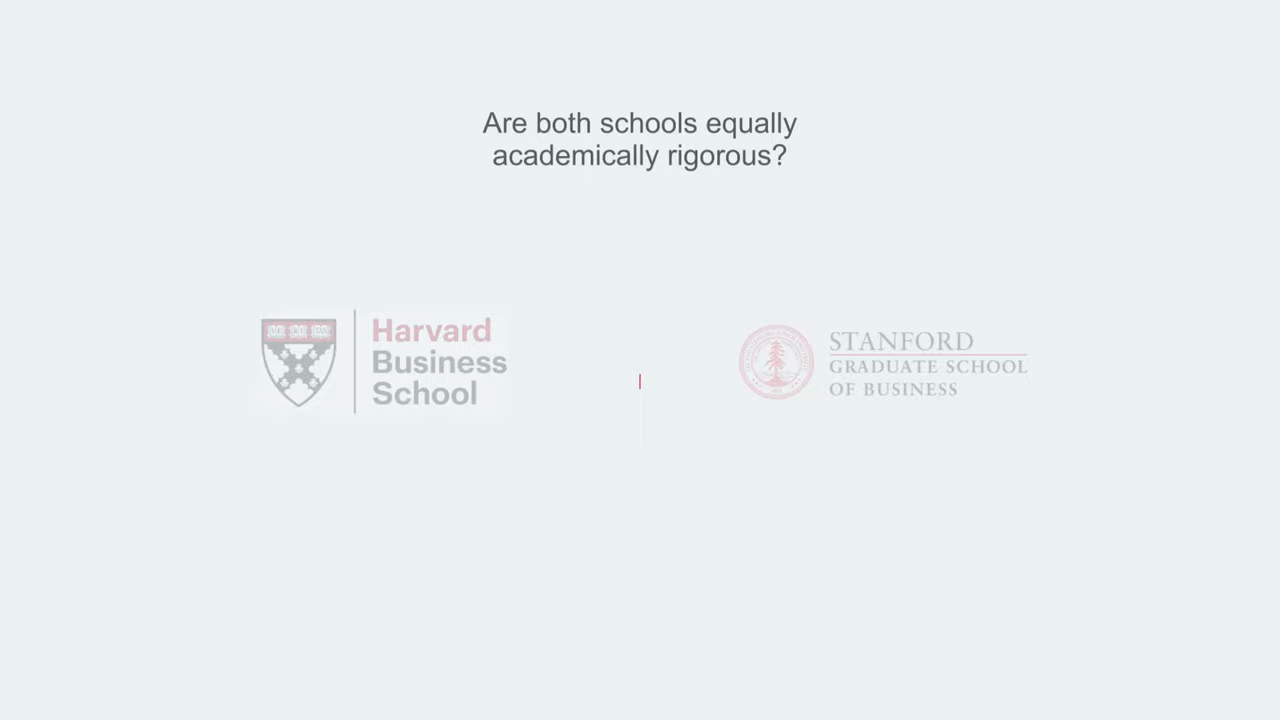 Are both schools equally
academically rigorous?
Harvard
Business
School
STANFORD
GRADUATE SCHOOL
OF BUSINESS